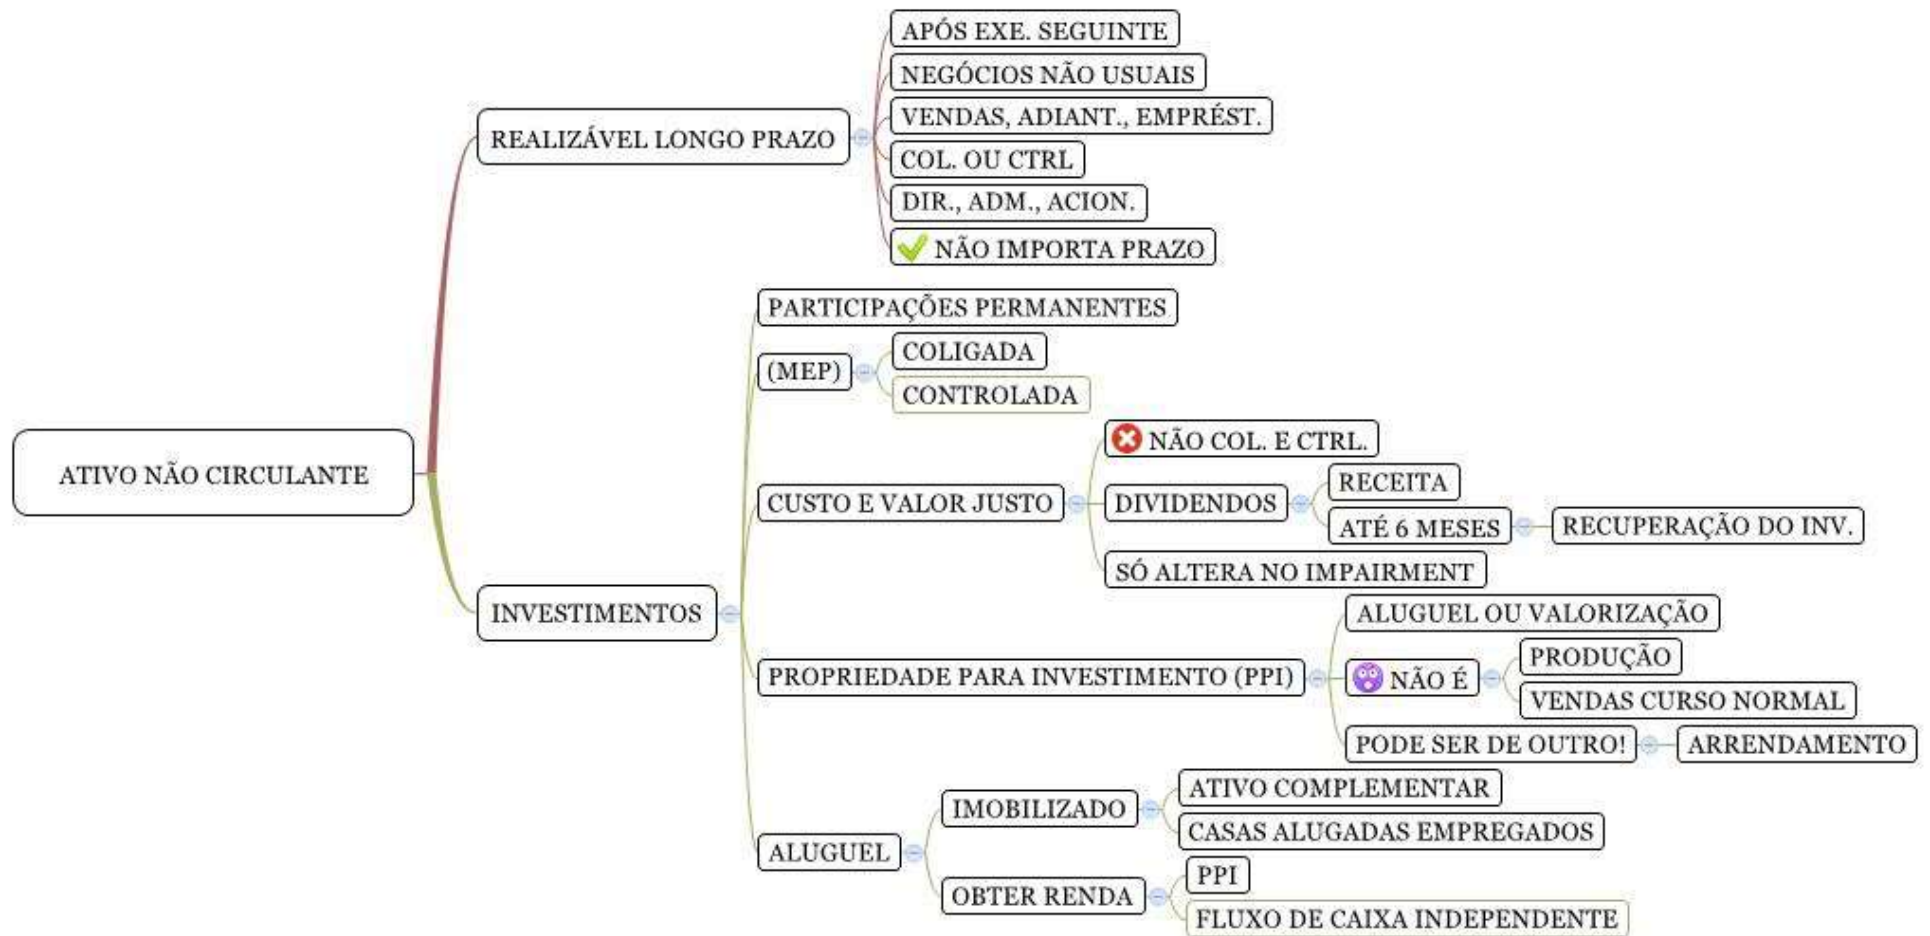 ATIVO NÃO CIRCULANTE
REALIZÁVEL LONGO PRAZO
APÓS EXE. SEGUINTE
NEGÓCIOS NÃO USUAIS
VENDAS, ADIANT., EMPRÉST.
COL. OU CTRL
DIR., ADM., ACION.
NÃO IMPORTA PRAZO
INVESTIMENTOS
PARTICIPAÇÕES PERMANENTES
(MEP)
COLIGADA
CONTROLADA
CUSTO E VALOR JUSTO
NÃO COL. E CTRL.
DIVIDENDOS
RECEITA
ATÉ 6 MESES
RECUPERAÇÃO DO INV.
SÓ ALTERA NO IMPAIRMENT
PROPRIEDADE PARA INVESTIMENTO (PPI)
ALUGUEL OU VALORIZAÇÃO
NÃO É
PRODUÇÃO
VENDAS CURSO NORMAL
PODE SER DE OUTRO!
ARRENDAMENTO
ALUGUEL
IMOBILIZADO
ATIVO COMPLEMENTAR
CASAS ALUGADAS EMPREGADOS
OBTER RENDA
PPI
FLUXO DE CAIXA INDEPENDENTE